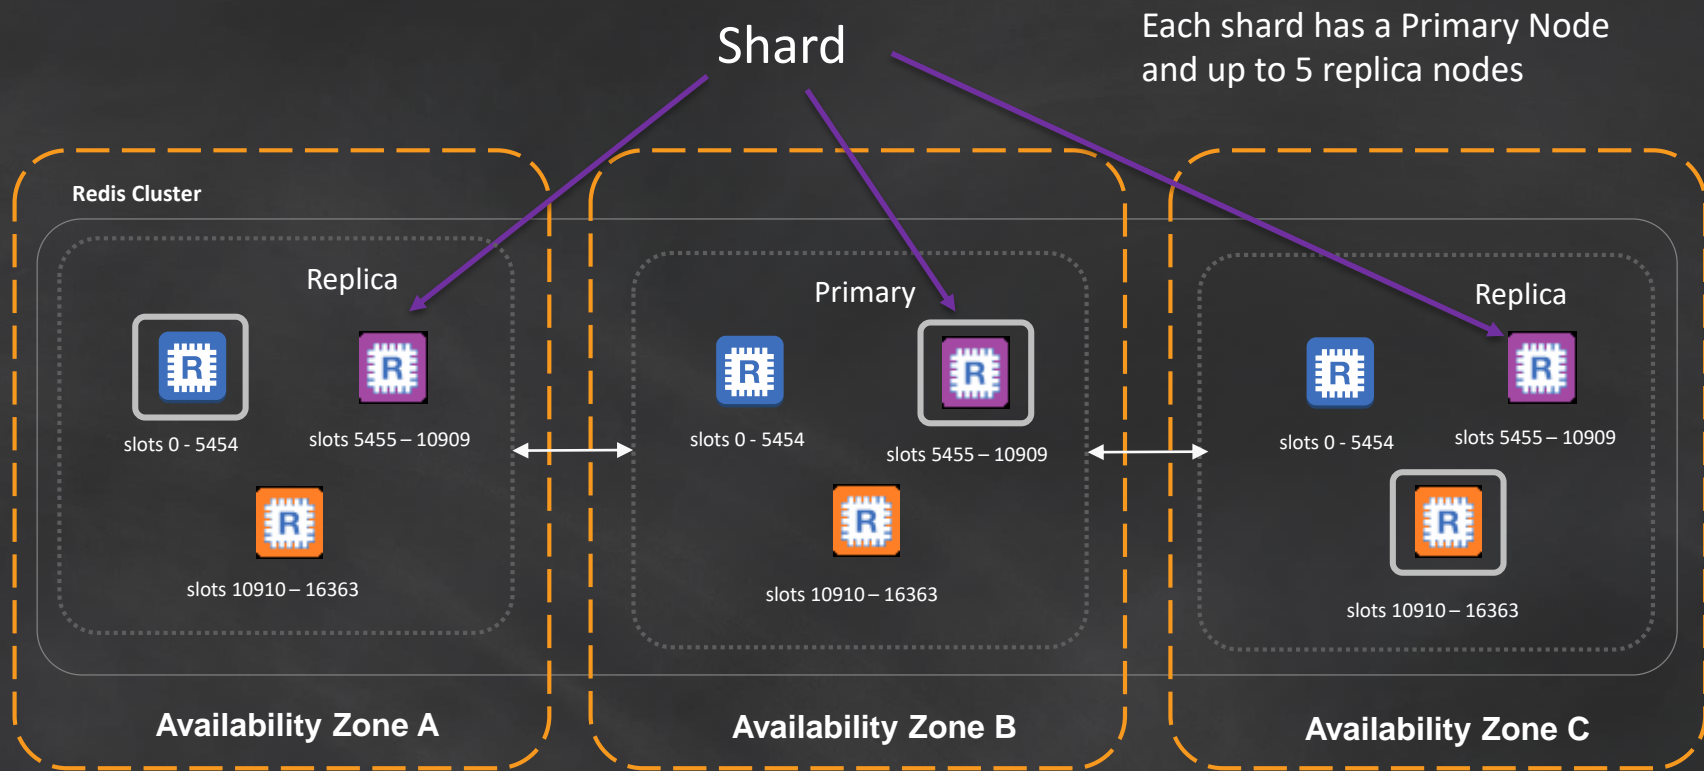 Shard
Each shard has a Primary Node
and up to 5 replica nodes
Redis Cluster
Replica
R
R
slots 0 - 5454
slots 5455 – 10909
R
slots 10910 – 16363
Availability Zone A
Primary
R
R
slots 0 - 5454
slots 5455 – 10909
R
slots 10910 – 16363
Availability Zone B
Replica
R
R
slots 0 - 5454
slots 5455 – 10909
R
slots 10910 – 16363
Availability Zone C